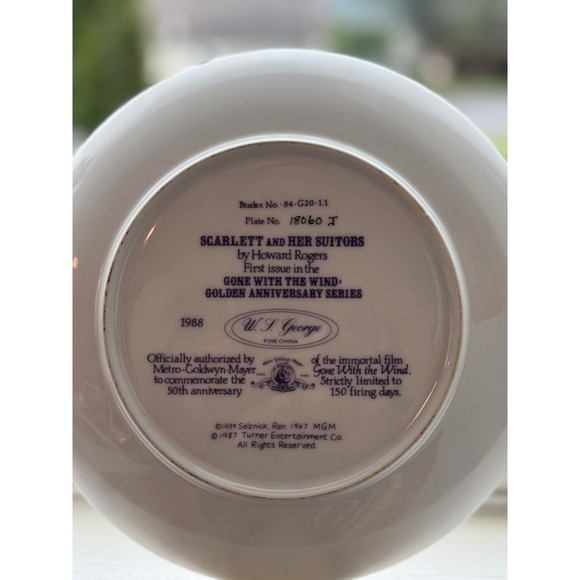 Bradex No. 84-G20-1.1
Plate No. 18060 I
SCARLETT AND HER SUITORS
by Howard Rogers
First issue in the
GONE WITH THE WIND:
GOLDEN ANNIVERSARY SERIES
1988
W. S. George
FINE CHINA
Officially authorized by
Metro-Goldwyn-Mayer
to commemorate the
50th anniversary
of the immortal film
Gone With the Wind.
Strictly limited to
150 firing days.
©1939 Selznick, Ren. 1967 MGM
©1987 Turner Entertainment Co.
All Rights Reserved.